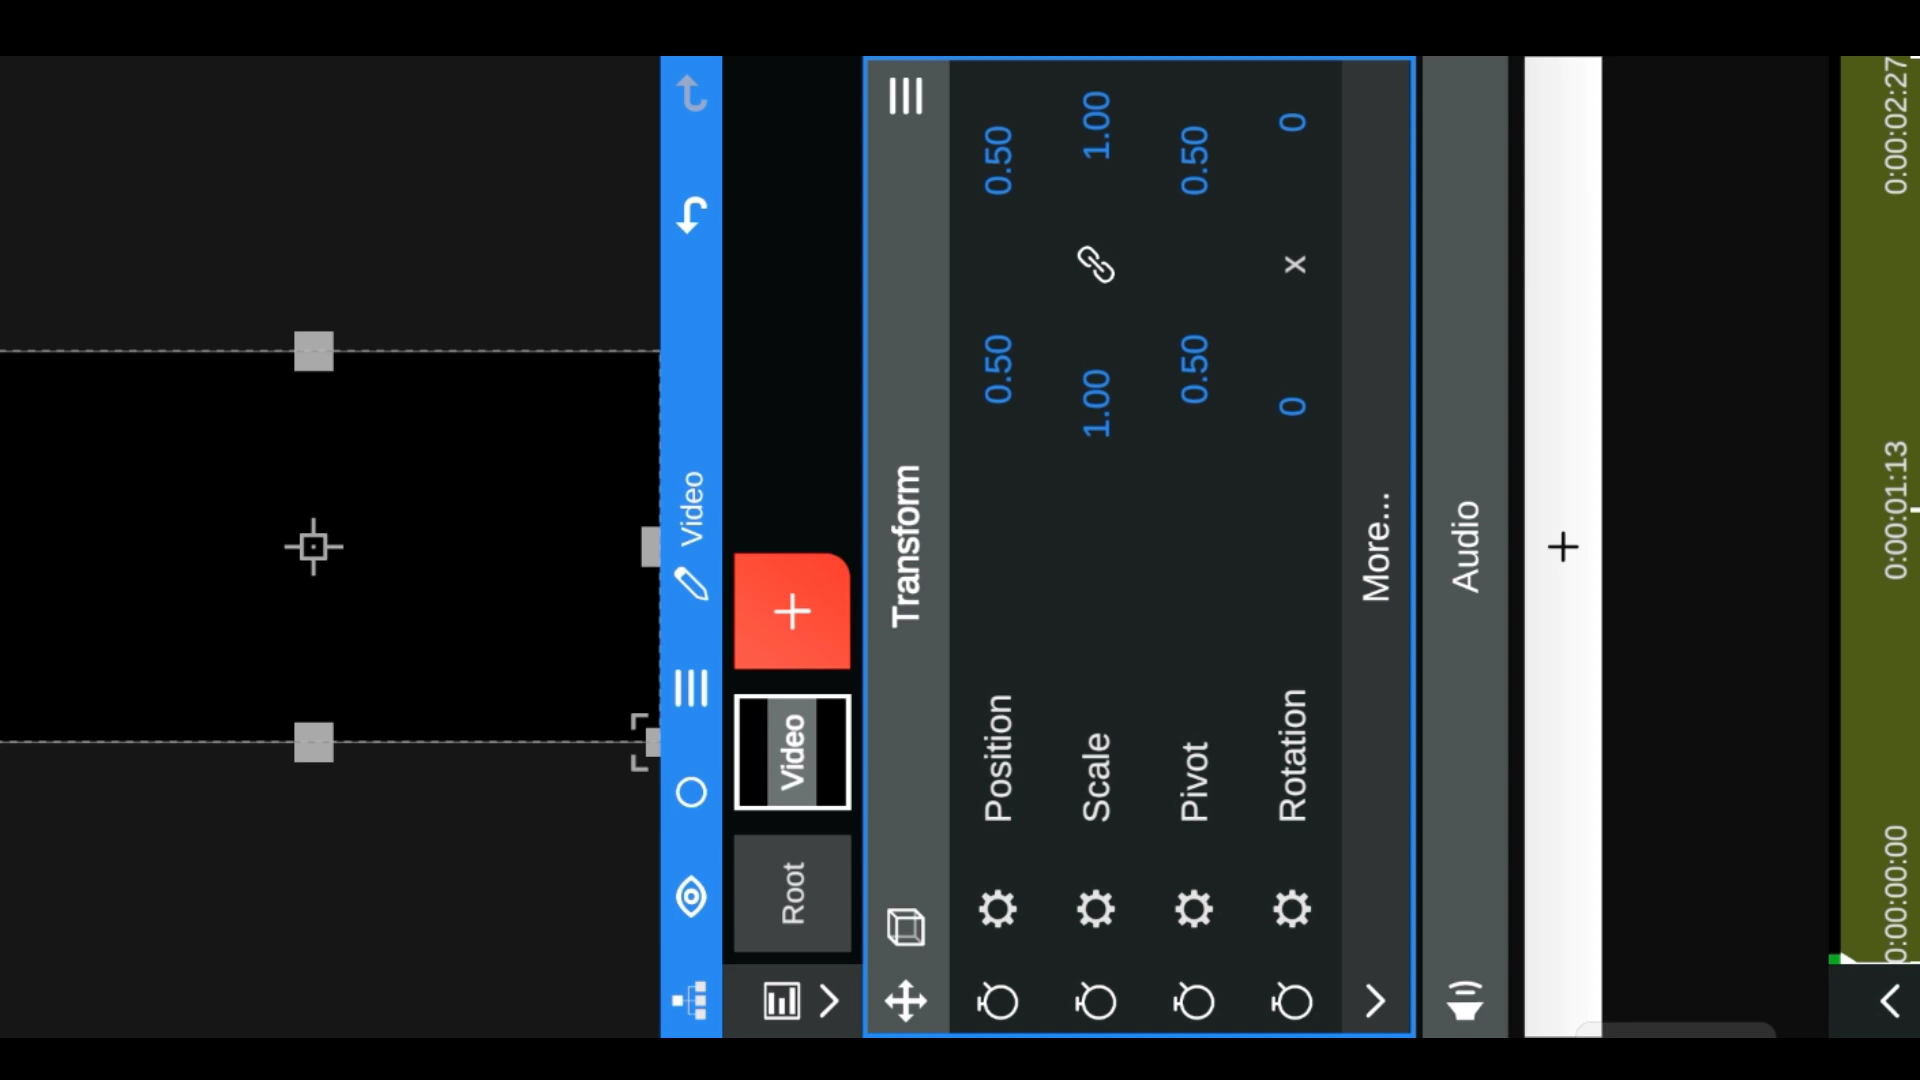 Video
Root
Video
+
Transform
Position 0.50 0.50
Scale 1.00 1.00
Pivot 0.50 0.50
Rotation 0 x 0
More...
Audio
+
0:00:00:00 0:00:01:13 0:00:02:27